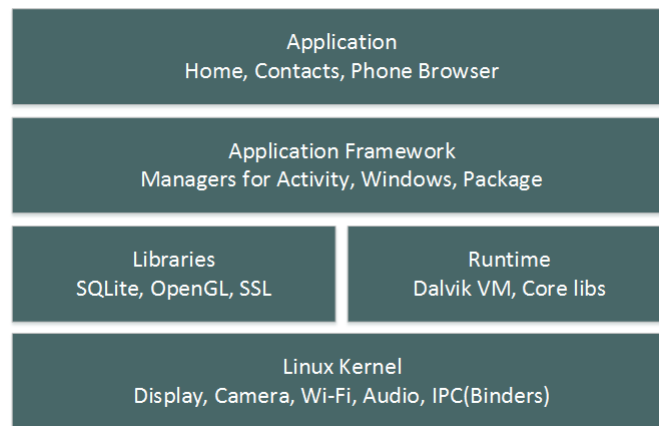 Application
Home, Contacts, Phone Browser
Application Framework
Managers for Activity, Windows, Package
Libraries
SQLite, OpenGL, SSL
Runtime
Dalvik VM, Core libs
Linux Kernel
Display, Camera, Wi-Fi, Audio, IPC(Binders)